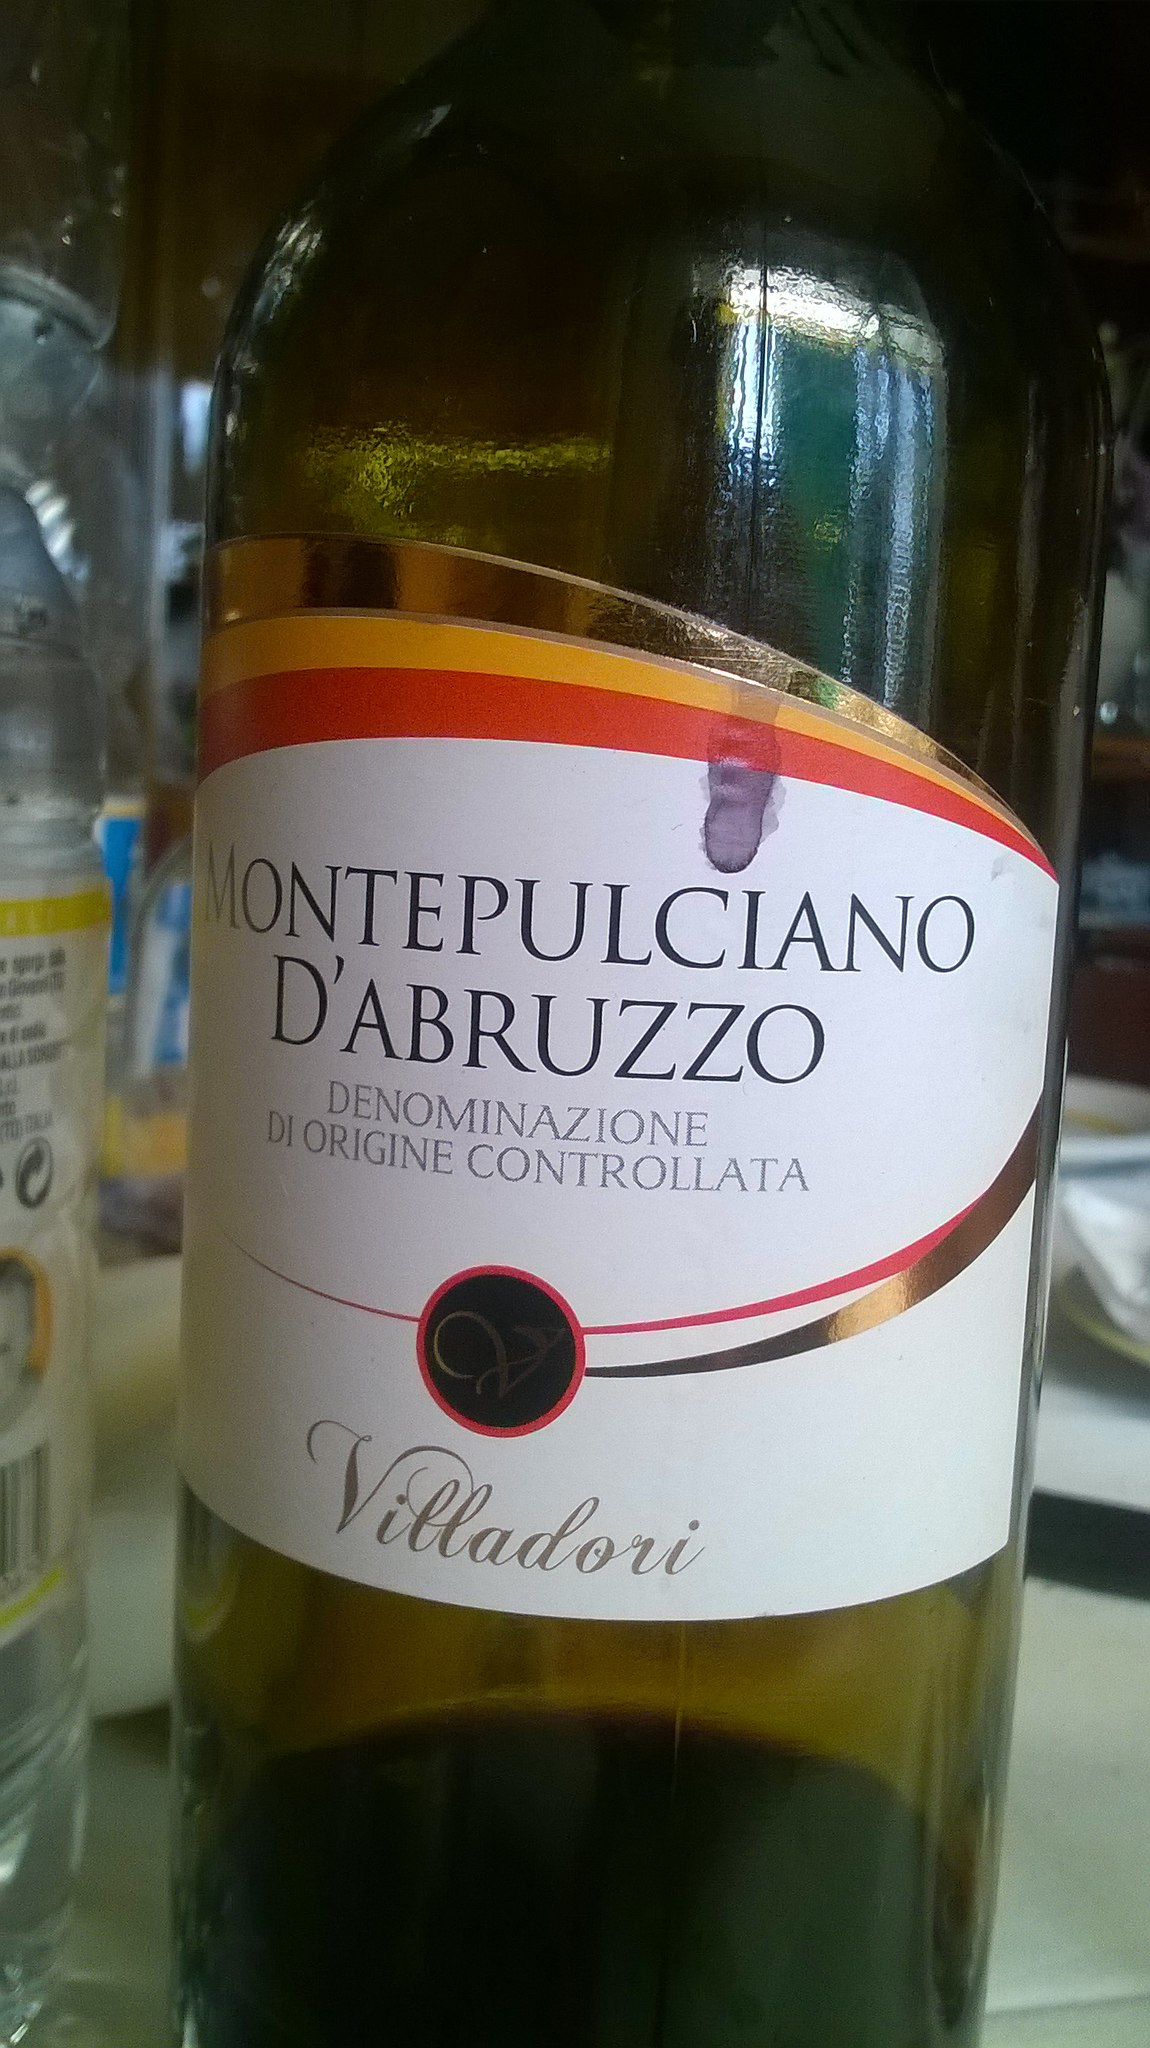 MONTEPULCIANO
D'ABRUZZO
DENOMINAZIONE
DI ORIGINE CONTROLLATA
Villadori